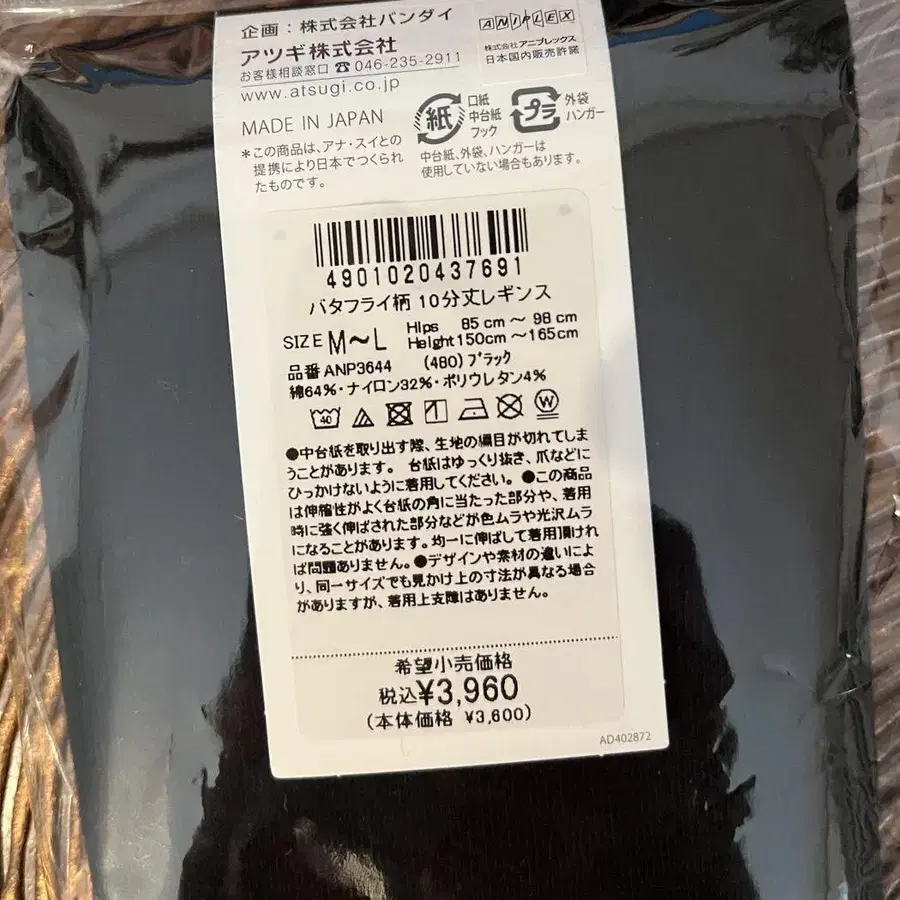 企画：株式会社バンダイ
アツギ株式会社
お客様相談窓口 ☎046-235-2911
www.atsugi.co.jp
ANIPLEX
株式会社アニプレックス
日本国内販売許諾
MADE IN JAPAN
＊この商品は、アナ・スイとの
提携により日本でつくられ
たものです。
紙
口紙
中台紙
フック
プラ
外袋
ハンガー
中台紙、外袋、ハンガーは
使用していない場合もあります。
4901020437691
バタフライ柄 10分丈レギンス
SIZE M〜L
Hips 85cm〜 98cm
Height150cm〜165cm
品番 ANP3644 (480)ブラック
綿64%・ナイロン32%・ポリウレタン4%
40
W
●中台紙を取り出す際、生地の編目が切れてしま
うことがあります。 台紙はゆっくり抜き、爪などに
ひっかけないように着用してください。●この商品
は伸縮性がよく台紙の角に当たった部分や、着用
時に強く伸ばされた部分などが色ムラや光沢ムラ
になることがあります。均一に伸ばして着用頂けれ
ば問題ありません。●デザインや素材の違いによ
り、同一サイズでも見かけ上の寸法が異なる場合
がありますが、着用上支障はありません。
希望小売価格
税込¥3,960
(本体価格 ¥3,600)
AD402872